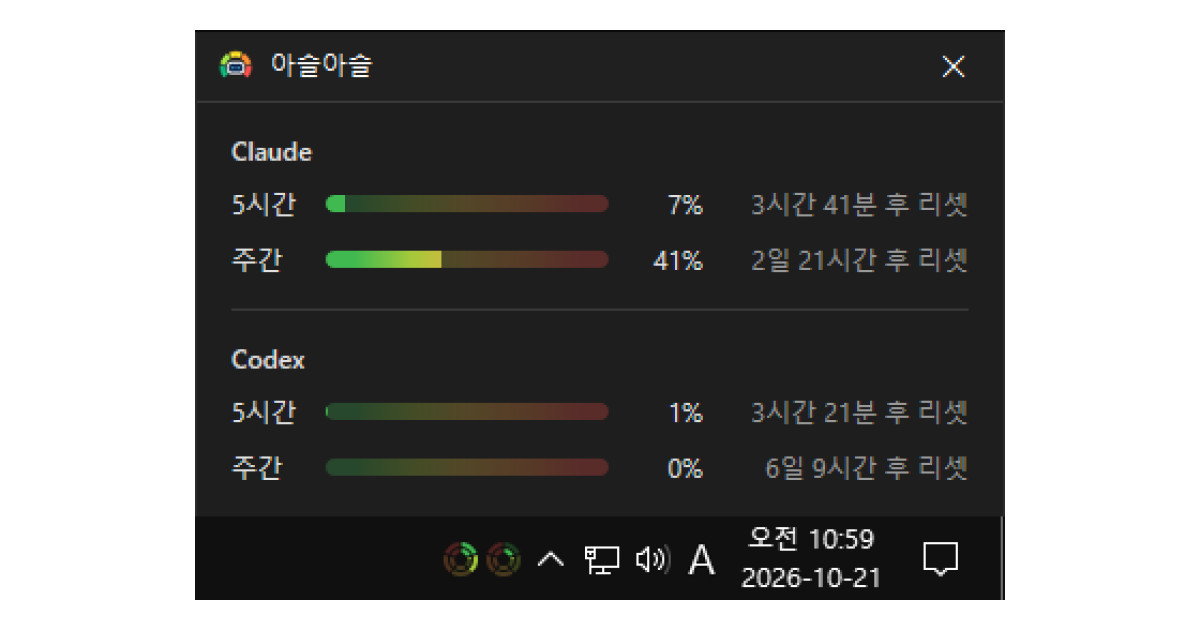 아슬아슬
Claude
5시간 7% 3시간 41분 후 리셋
주간 41% 2일 21시간 후 리셋
Codex
5시간 1% 3시간 21분 후 리셋
주간 0% 6일 9시간 후 리셋
A
오전 10:59
2026-10-21